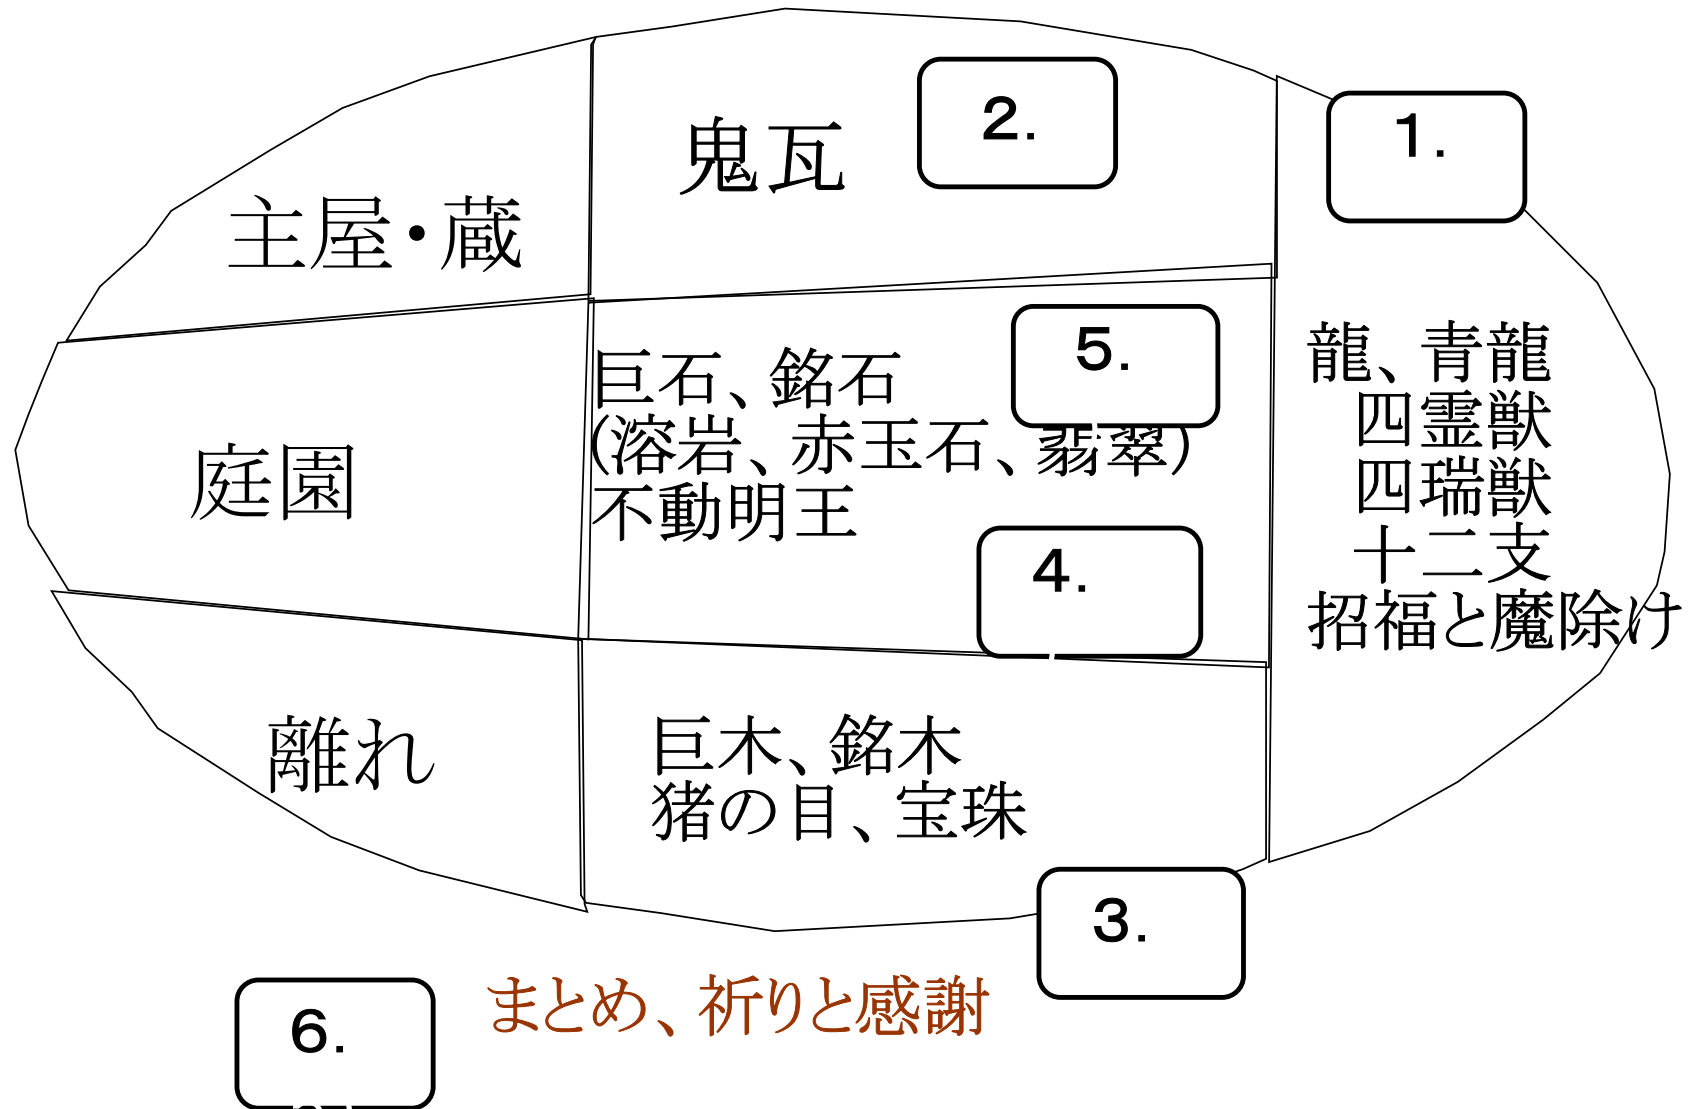 鬼瓦
2.
1.
主屋・蔵
5.
巨石、銘石
(溶岩、赤玉石、翡翠)
不動明王
龍、青龍
四霊獣
四瑞獣
十二支
招福と魔除け
庭園
4.
離れ
巨木、銘木
猪の目、宝珠
3.
まとめ、祈りと感謝
6.